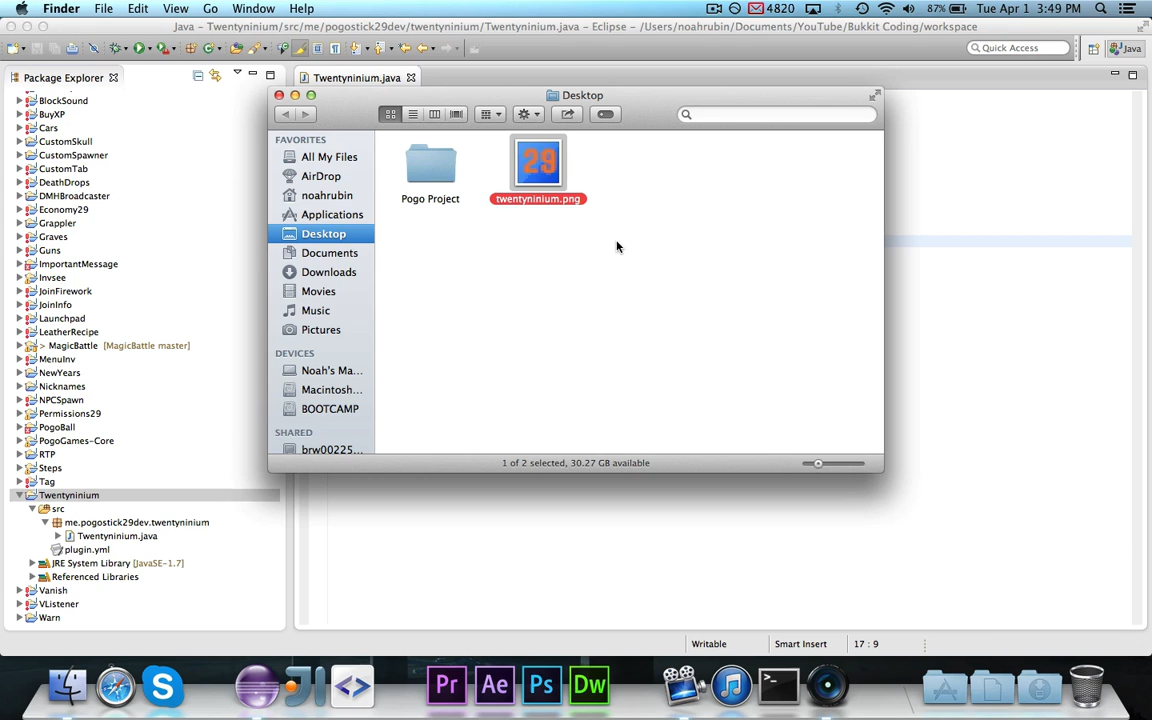 Finder File Edit View Go Window Help 4820 87% Tue Apr 1 3:49 PM
Java - Twentyninium/src/me/pogostick29dev/twentyninium/Twentyninium.java - Eclipse - /Users/noahrubin/Documents/YouTube/Bukkit Coding/workspace
Quick Access Java
Package Explorer
Twentyninium.java
BlockSound
BuyXP
Cars
CustomSkull
CustomSpawner
CustomTab
DeathDrops
DMHBroadcaster
Economy29
Grappler
Graves
Guns
ImportantMessage
Invsee
JoinFirework
JoinInfo
Launchpad
LeatherRecipe
> MagicBattle [MagicBattle master]
MenuInv
NewYears
Nicknames
NPCSpawn
Permissions29
PogoBall
PogoGames-Core
RTP
Steps
Tag
Twentyninium
src
me.pogostick29dev.twentyninium
Twentyninium.java
plugin.yml
JRE System Library [JavaSE-1.7]
Referenced Libraries
Vanish
VListener
Warn
Desktop
FAVORITES
All My Files
AirDrop
noahrubin
Applications
Desktop
Documents
Downloads
Movies
Music
Pictures
DEVICES
Noah's Ma...
Macintosh...
BOOTCAMP
SHARED
brw00225...
29
Pogo Project
twentyninium.png
1 of 2 selected, 30.27 GB available
Writable Smart Insert 17 : 9
Pr Ae Ps Dw